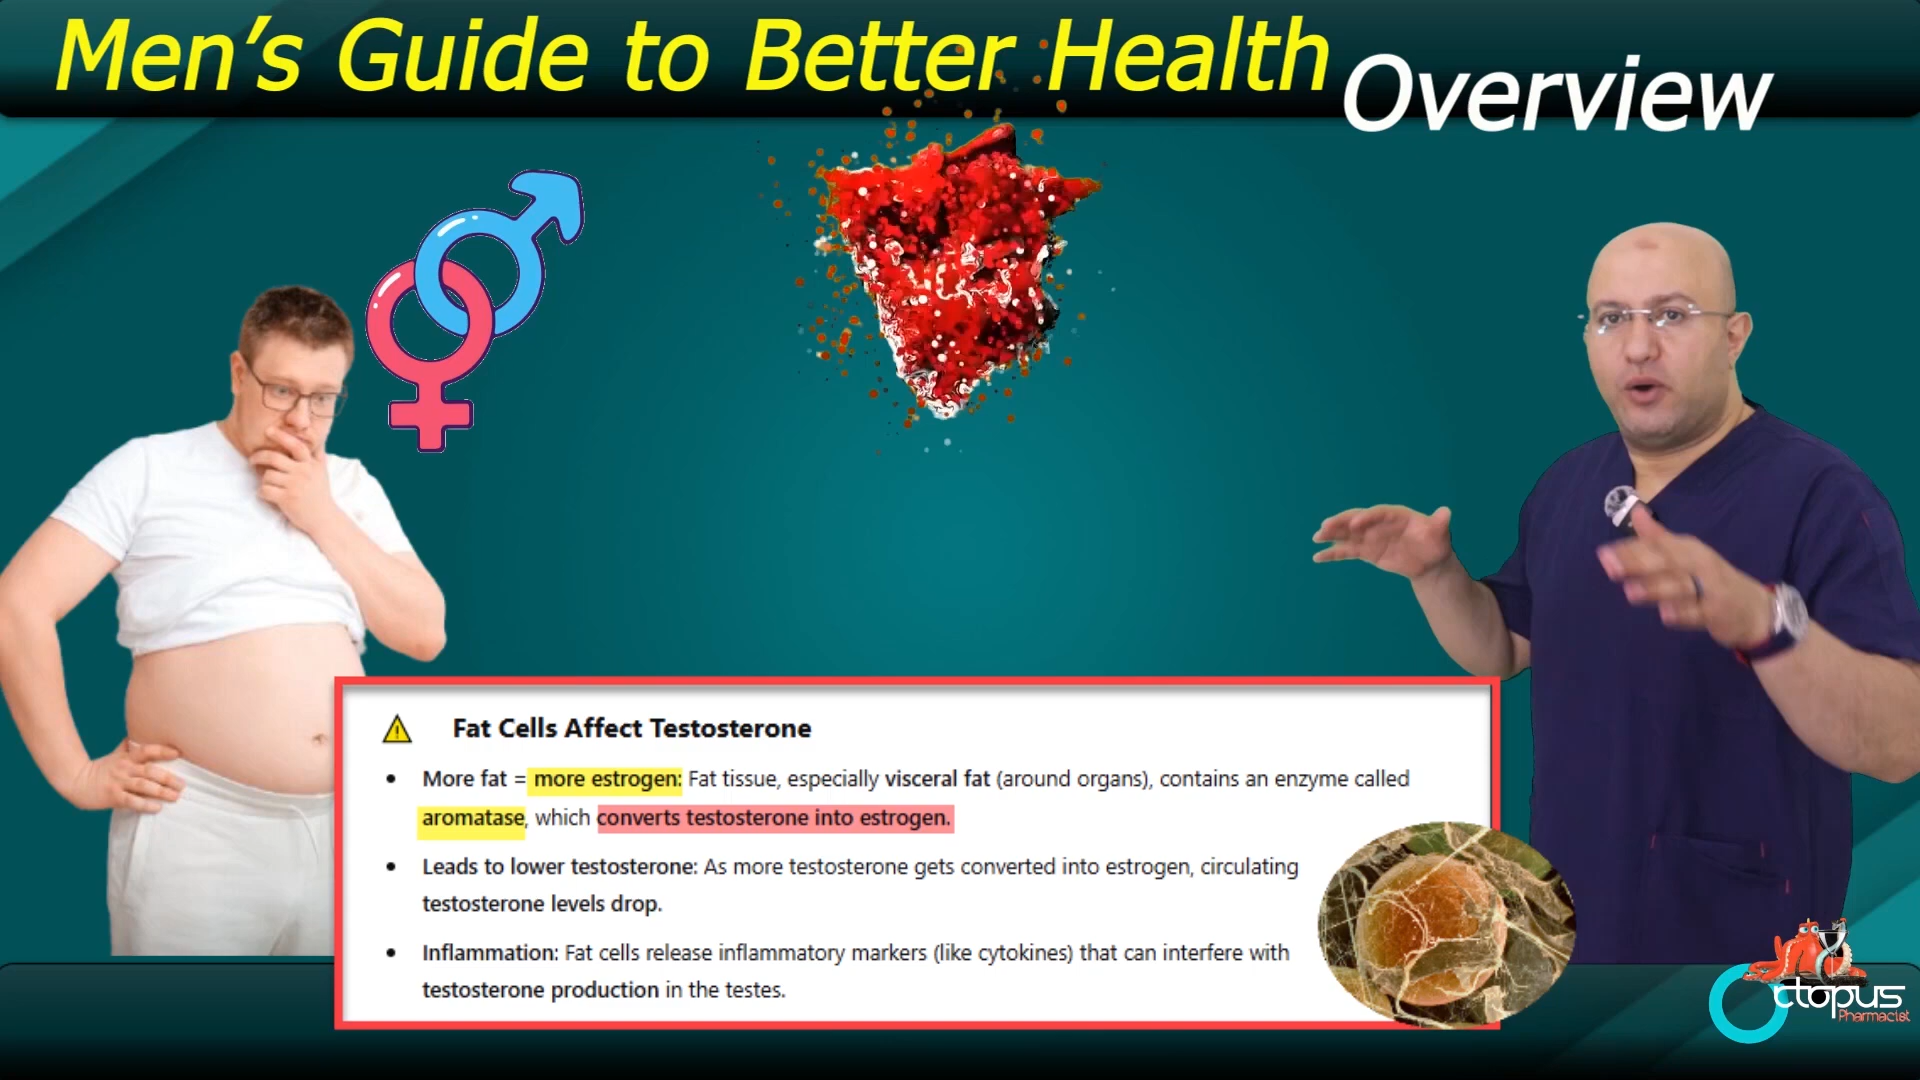 Men's Guide to Better Health
Overview
Fat Cells Affect Testosterone
• More fat = more estrogen: Fat tissue, especially visceral fat (around organs), contains an enzyme called
aromatase, which converts testosterone into estrogen.
• Leads to lower testosterone: As more testosterone gets converted into estrogen, circulating
testosterone levels drop.
• Inflammation: Fat cells release inflammatory markers (like cytokines) that can interfere with
testosterone production in the testes.
Octopus
Pharmacist